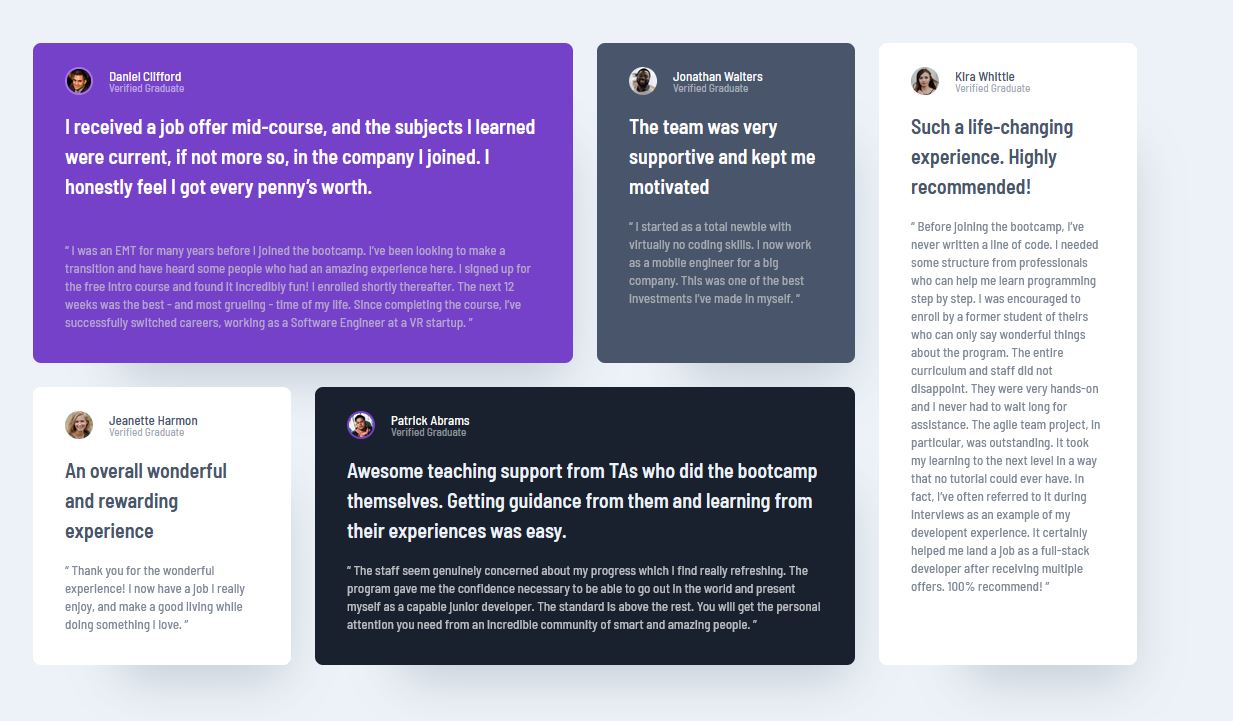 Daniel Clifford
Verified Graduate
I received a job offer mid-course, and the subjects I learned
were current, if not more so, in the company I joined. I
honestly feel I got every penny’s worth.
“ I was an EMT for many years before I joined the bootcamp. I’ve been looking to make a
transition and have heard some people who had an amazing experience here. I signed up for
the free intro course and found it incredibly fun! I enrolled shortly thereafter. The next 12
weeks was the best - and most grueling - time of my life. Since completing the course, I’ve
successfully switched careers, working as a Software Engineer at a VR startup. ”
Jonathan Walters
Verified Graduate
The team was very
supportive and kept me
motivated
“ I started as a total newbie with
virtually no coding skills. I now work
as a mobile engineer for a big
company. This was one of the best
investments I’ve made in myself. ”
Kira Whittle
Verified Graduate
Such a life-changing
experience. Highly
recommended!
“ Before joining the bootcamp, I’ve
never written a line of code. I needed
some structure from professionals
who can help me learn programming
step by step. I was encouraged to
enroll by a former student of theirs
who can only say wonderful things
about the program. The entire
curriculum and staff did not
disappoint. They were very hands-on
and I never had to wait long for
assistance. The agile team project, in
particular, was outstanding. It took
my learning to the next level in a way
that no tutorial could ever have. In
fact, I’ve often referred to it during
interviews as an example of my
developent experience. It certainly
helped me land a job as a full-stack
developer after receiving multiple
offers. 100% recommend! ”
Jeanette Harmon
Verified Graduate
An overall wonderful
and rewarding
experience
“ Thank you for the wonderful
experience! I now have a job I really
enjoy, and make a good living while
doing something I love. ”
Patrick Abrams
Verified Graduate
Awesome teaching support from TAs who did the bootcamp
themselves. Getting guidance from them and learning from
their experiences was easy.
“ The staff seem genuinely concerned about my progress which I find really refreshing. The
program gave me the confidence necessary to be able to go out in the world and present
myself as a capable junior developer. The standard is above the rest. You will get the personal
attention you need from an incredible community of smart and amazing people. ”